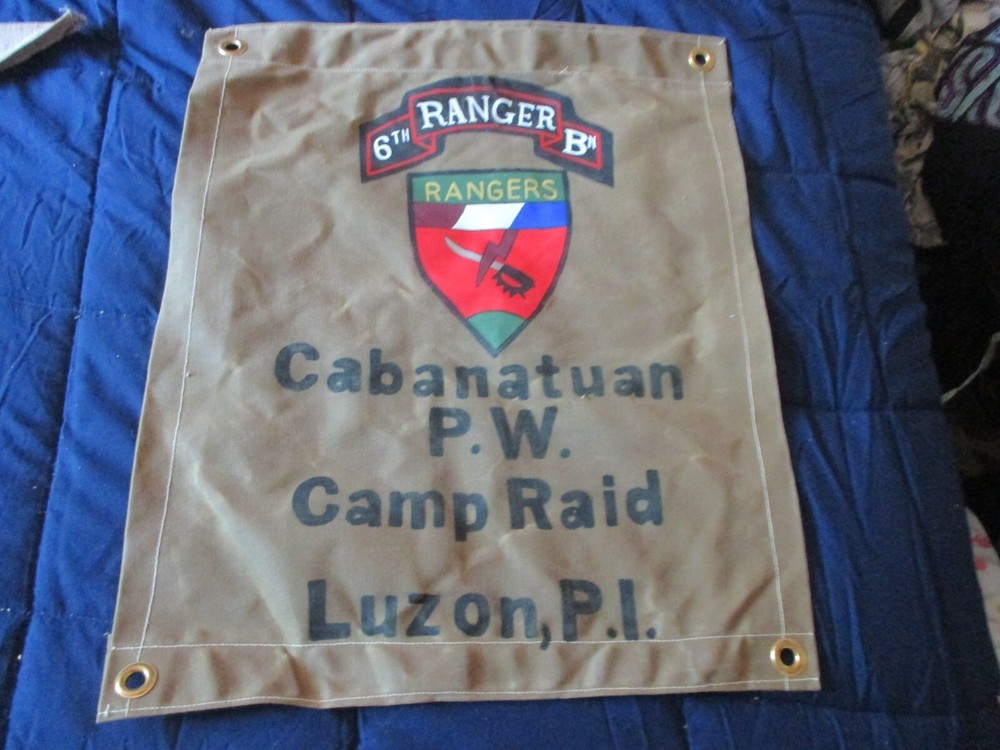 6TH RANGER BN
RANGERS
Cabanatuan
P.W.
Camp Raid
Luzon, P.I.